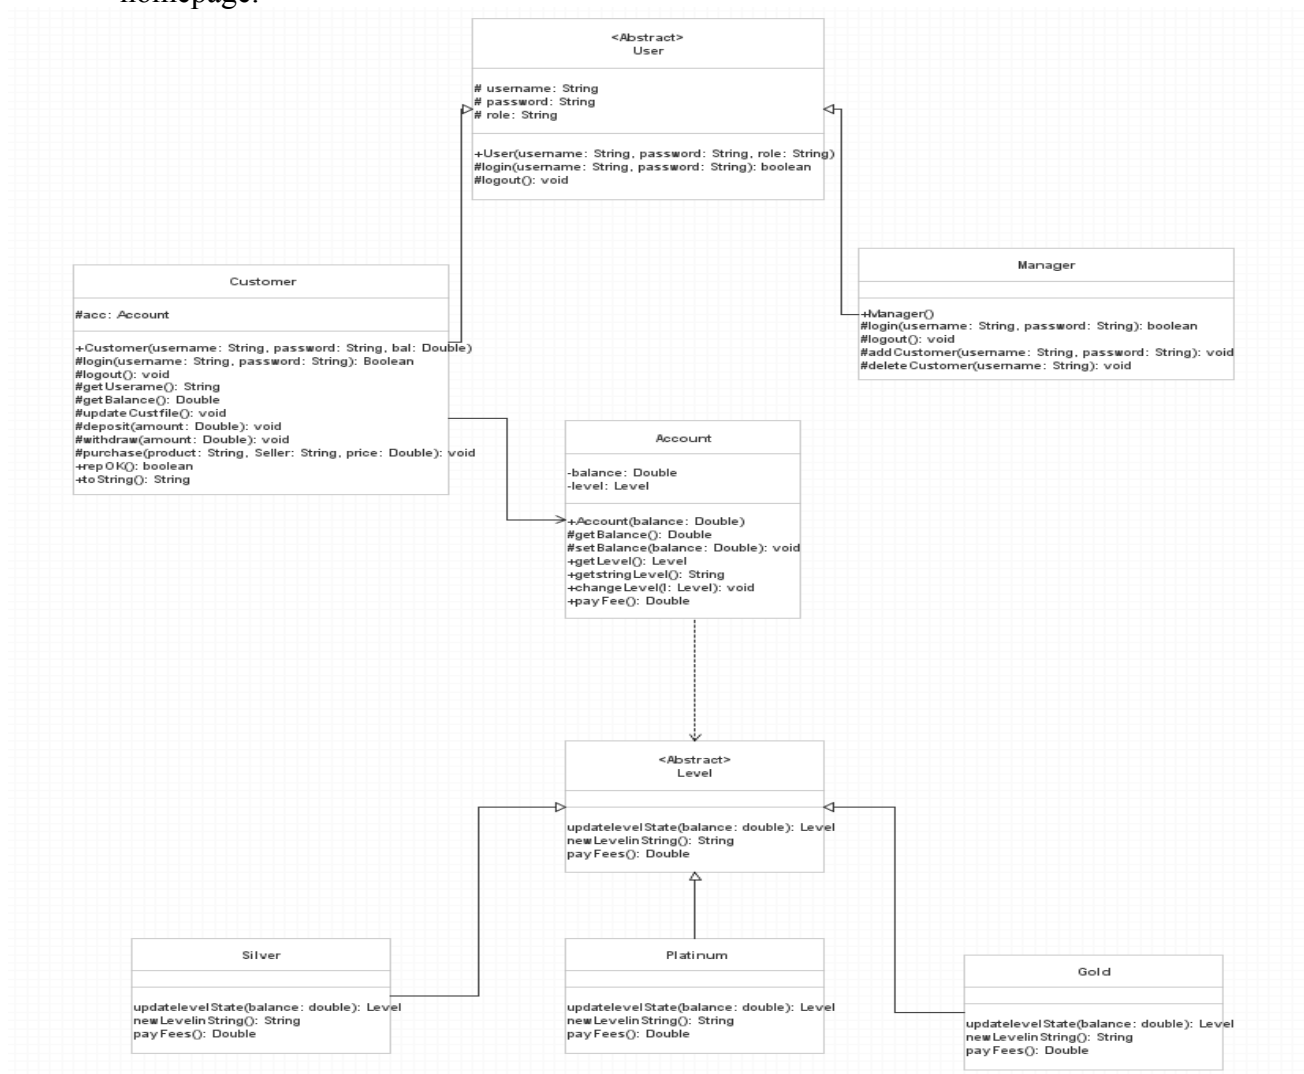 homepage.
<Abstract>
User
# username: String
# password: String
# role: String
+User(username: String, password: String, role: String)
#login(username: String, password: String): boolean
#logout(): void
Customer
#acc: Account
+Customer(username: String, password: String, bal: Double)
#login(username: String, password: String): Boolean
#logout(): void
#getUserame(): String
#getBalance(): Double
#updateCustfile(): void
#deposit(amount: Double): void
#withdraw(amount: Double): void
#purchase(product: String, Seller: String, price: Double): void
+repOK(): boolean
+toString(): String
Manager
+Manager()
#login(username: String, password: String): boolean
#logout(): void
#addCustomer(username: String, password: String): void
#deleteCustomer(username: String): void
Account
-balance: Double
-level: Level
+Account(balance: Double)
#getBalance(): Double
#setBalance(balance: Double): void
+getLevel(): Level
+getstringLevel(): String
+changeLevel(l: Level): void
+payFee(): Double
<Abstract>
Level
updatelevelState(balance: double): Level
newLevelinString(): String
payFees(): Double
Silver
updatelevelState(balance: double): Level
newLevelinString(): String
payFees(): Double
Platinum
updatelevelState(balance: double): Level
newLevelinString(): String
payFees(): Double
Gold
updatelevelState(balance: double): Level
newLevelinString(): String
payFees(): Double